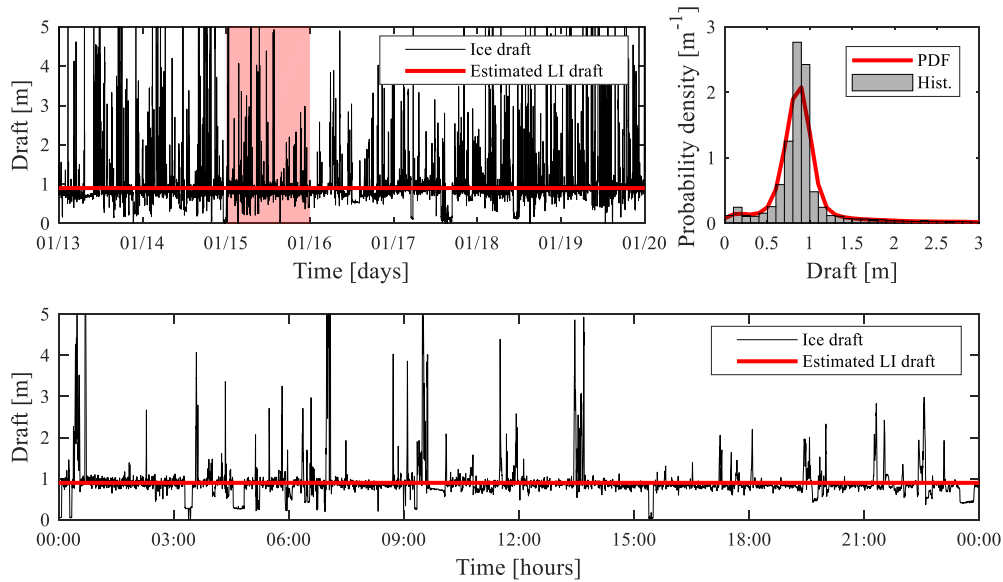 Draft [m]
5
4
3
2
1
0
01/13 01/14 01/15 01/16 01/17 01/18 01/19 01/20
Time [days]
Ice draft
Estimated LI draft
Probability density [m⁻¹]
3
2
1
0
0 0.5 1 1.5 2 2.5 3
Draft [m]
PDF
Hist.
Draft [m]
5
4
3
2
1
0
00:00 03:00 06:00 09:00 12:00 15:00 18:00 21:00 00:00
Time [hours]
Ice draft
Estimated LI draft